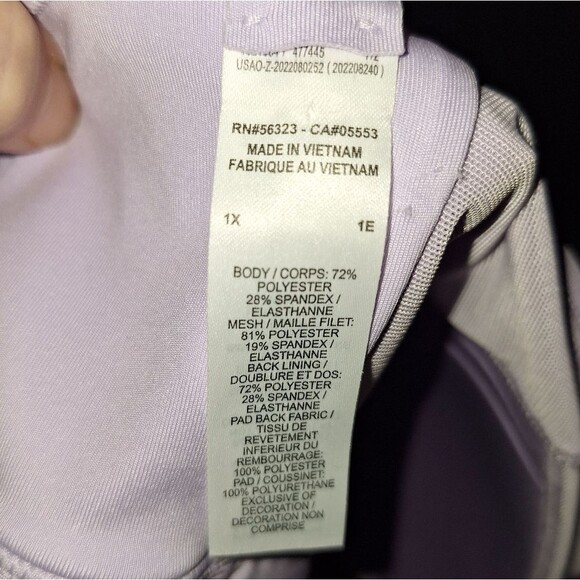 477445 1/2
USAO-Z-2022080252 ( 202208240 )
RN#56323 - CA#05553
MADE IN VIETNAM
FABRIQUE AU VIETNAM
1X 1E
BODY / CORPS: 72%
POLYESTER
28% SPANDEX /
ELASTHANNE
MESH / MAILLE FILET:
81% POLYESTER
19% SPANDEX /
ELASTHANNE
BACK LINING /
DOUBLURE ET DOS:
72% POLYESTER
28% SPANDEX /
ELASTHANNE
PAD BACK FABRIC /
TISSU DE
REVETEMENT
INFERIEUR DU
REMBOURRAGE:
100% POLYESTER
PAD / COUSSINET:
100% POLYURETHANE
EXCLUSIVE OF
DECORATION /
DECORATION NON
COMPRISE